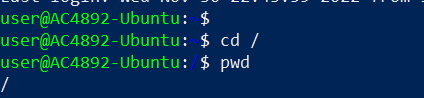 user@AC4892-Ubuntu: $
user@AC4892-Ubuntu: $ cd /
user@AC4892-Ubuntu: $ pwd
/